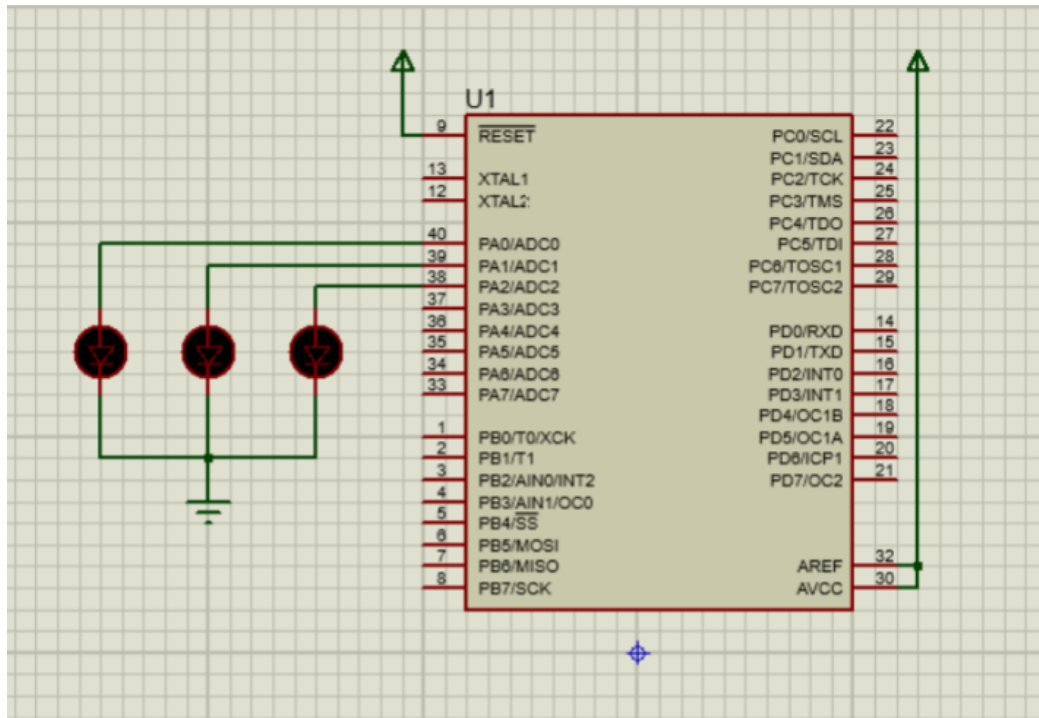 U1
9 RESET
13 XTAL1
12 XTAL2
40 PA0/ADC0
39 PA1/ADC1
38 PA2/ADC2
37 PA3/ADC3
36 PA4/ADC4
35 PA5/ADC5
34 PA6/ADC6
33 PA7/ADC7
1 PB0/T0/XCK
2 PB1/T1
3 PB2/AIN0/INT2
4 PB3/AIN1/OC0
5 PB4/SS
6 PB5/MOSI
7 PB6/MISO
8 PB7/SCK
PC0/SCL 22
PC1/SDA 23
PC2/TCK 24
PC3/TMS 25
PC4/TDO 26
PC5/TDI 27
PC6/TOSC1 28
PC7/TOSC2 29
PD0/RXD 14
PD1/TXD 15
PD2/INT0 16
PD3/INT1 17
PD4/OC1B 18
PD5/OC1A 19
PD6/ICP1 20
PD7/OC2 21
AREF 32
AVCC 30